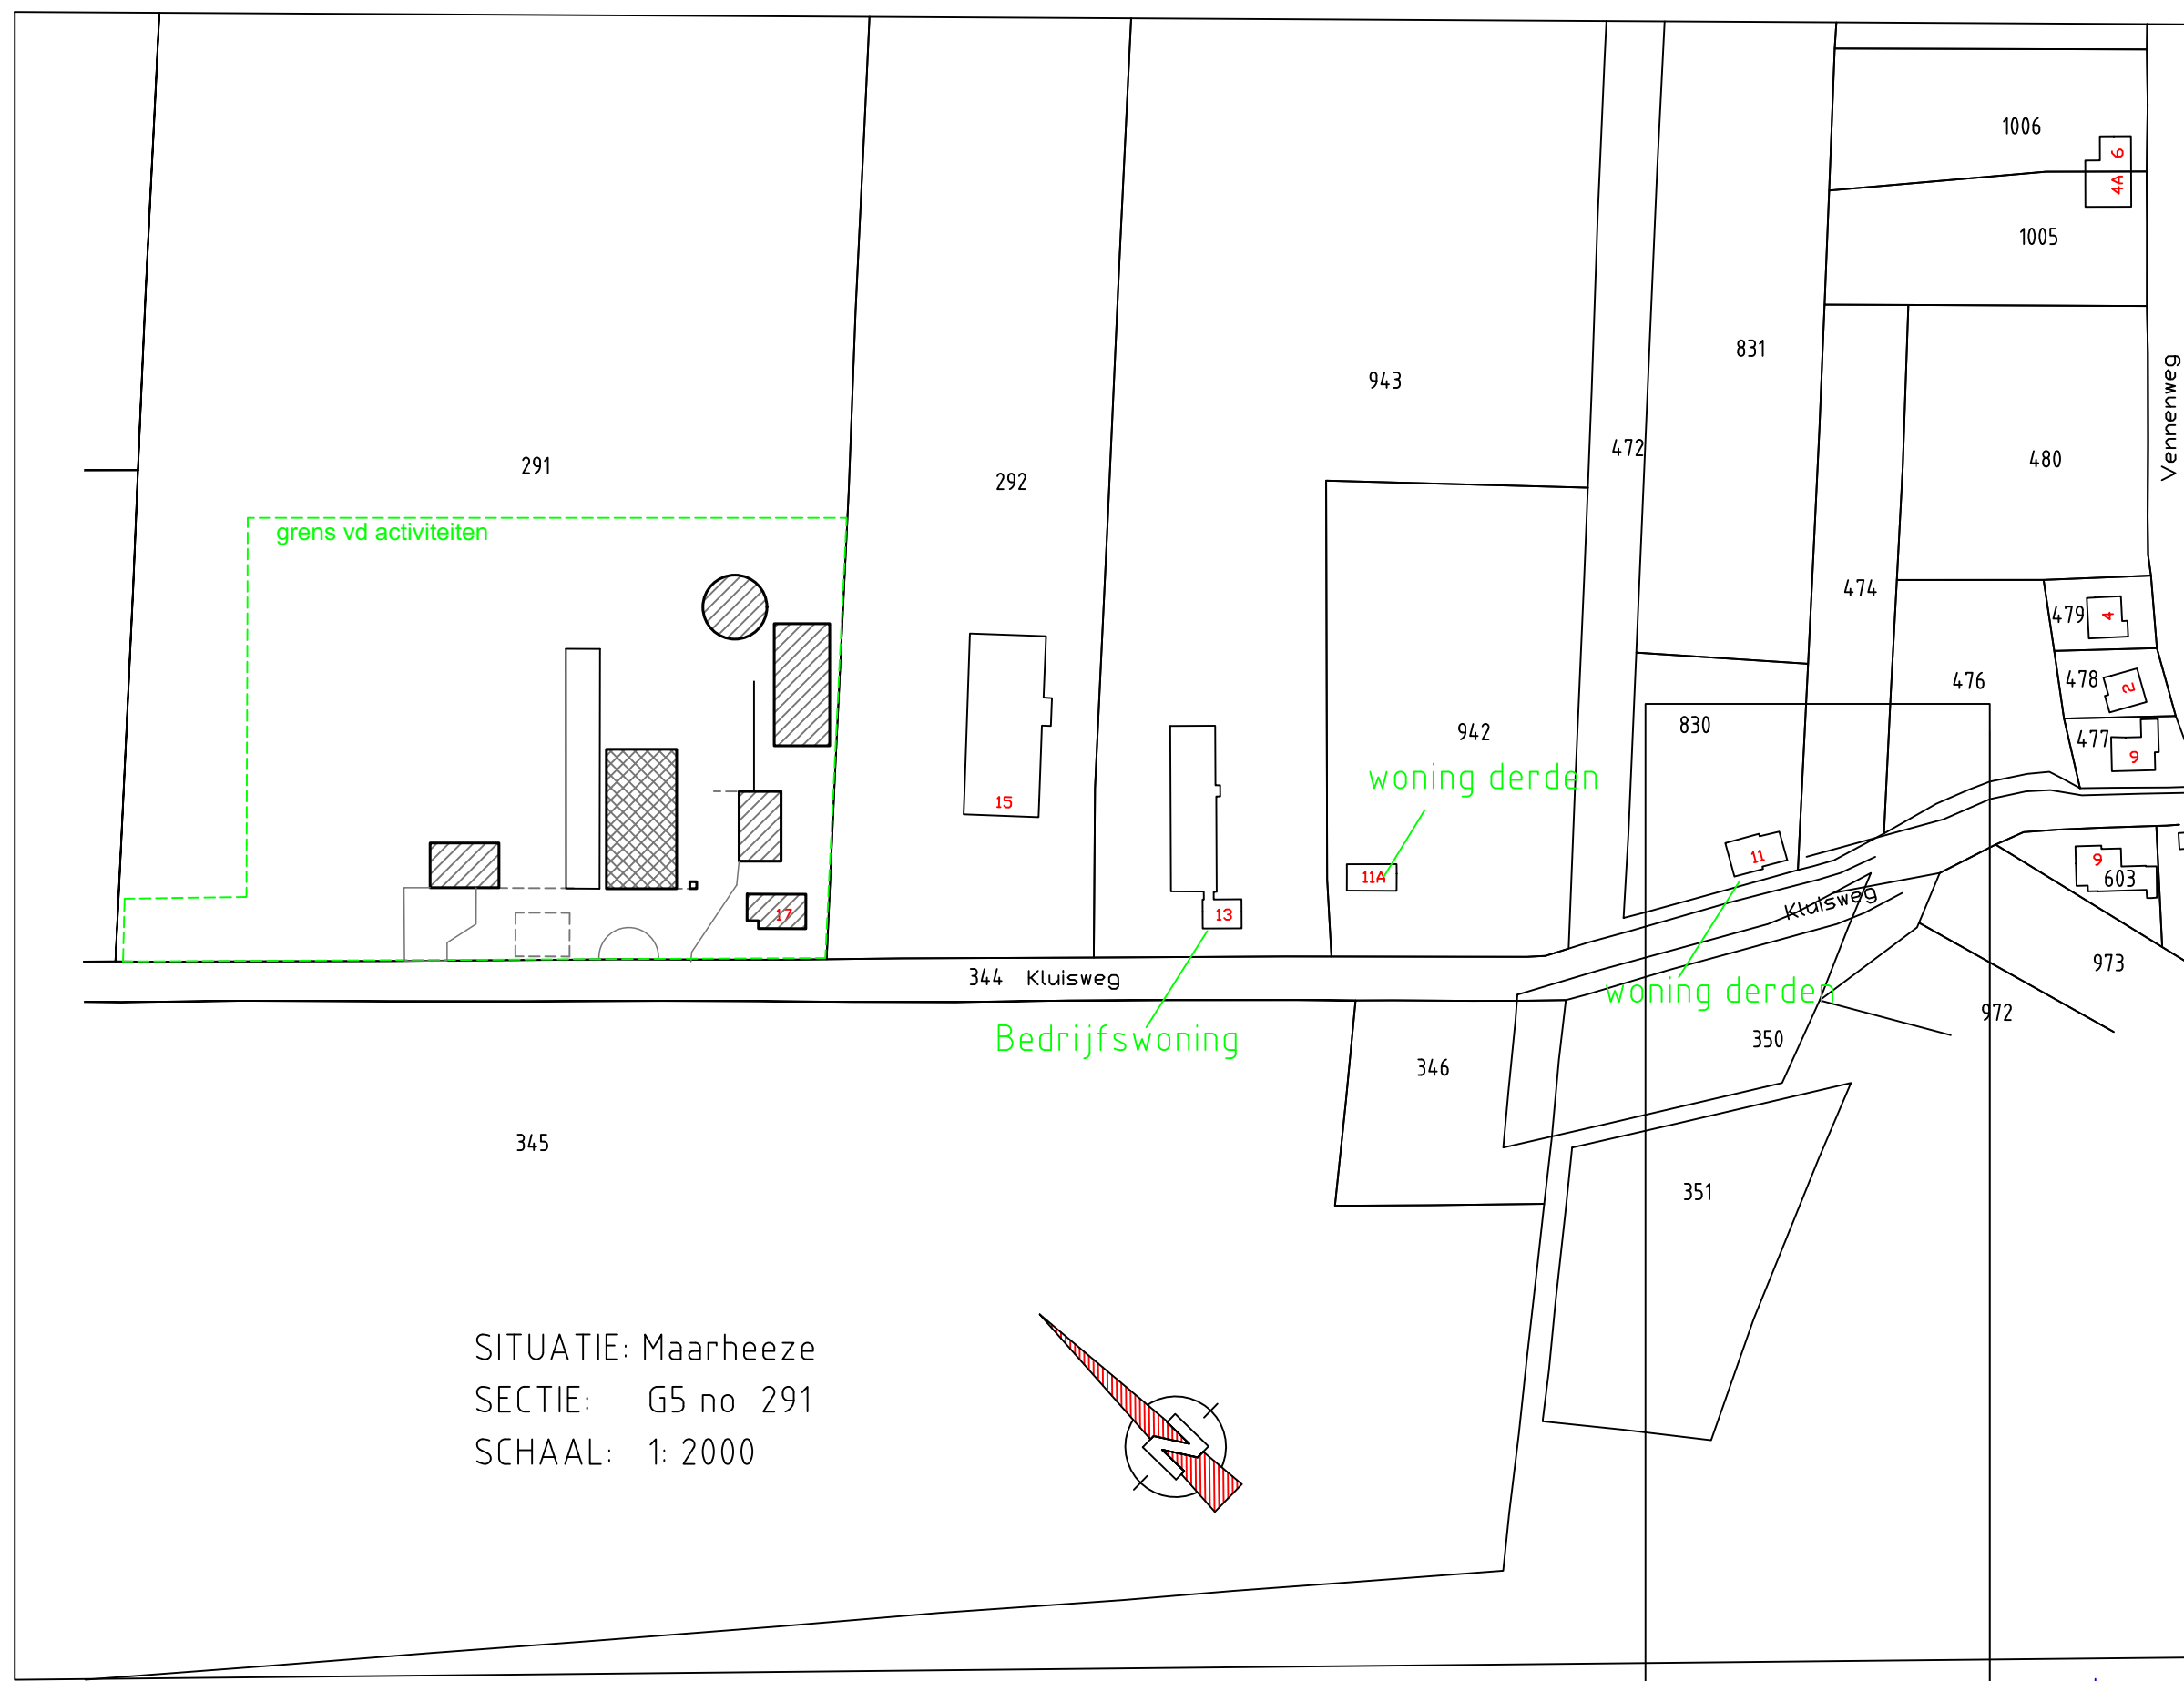 1006
6
4A
1005
Vennenweg
831
943
472
480
291
292
grens vd activiteiten
474
479
4
478
2
476
830
942
477
9
woning derden
15
11
11A
9
603
Kluisweg
17
13
344 Kluisweg
973
woning derden
972
Bedrijfswoning
350
346
345
351
SITUATIE: Maarheeze
SECTIE: G5 no 291
SCHAAL: 1: 2000
N